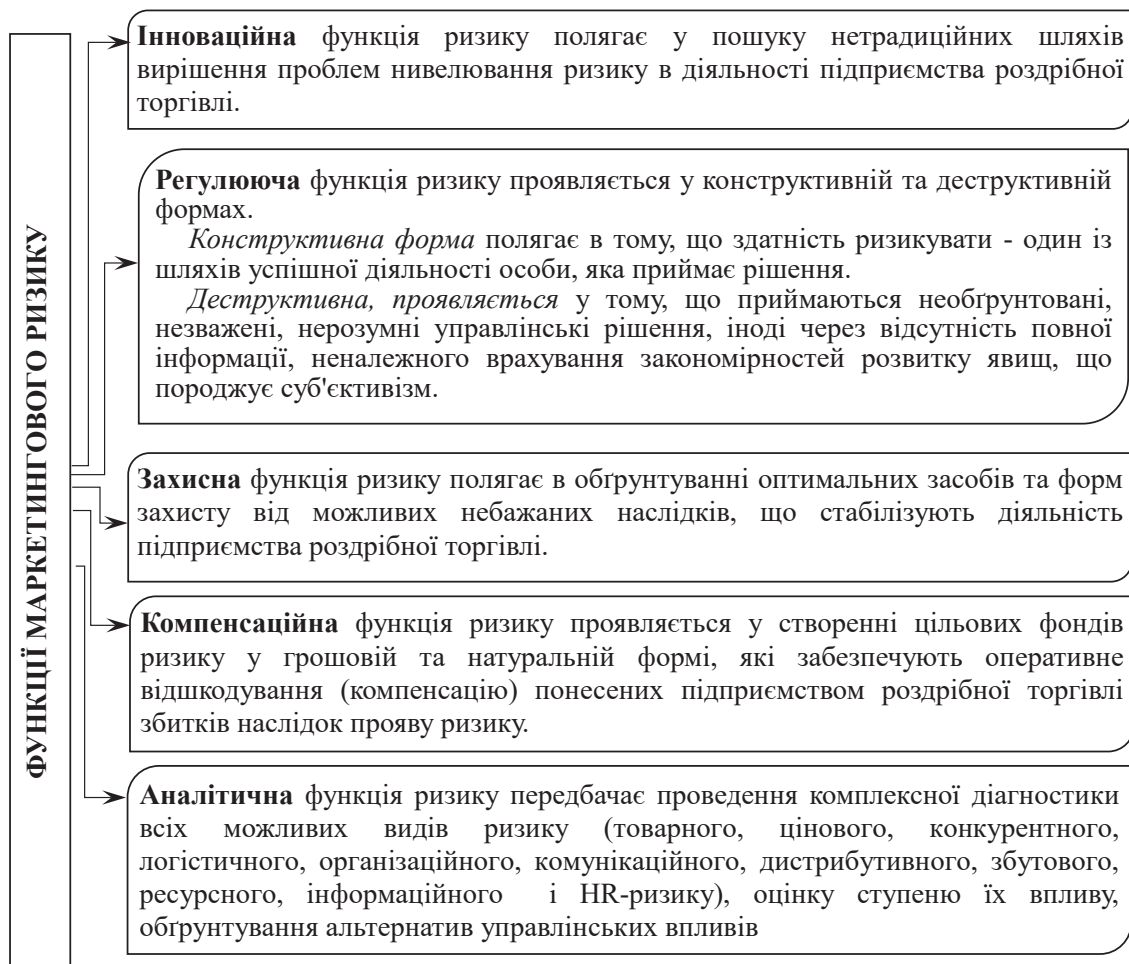 ФУНКЦІЇ МАРКЕТИНГОВОГО РИЗИКУ
Інноваційна функція ризику полягає у пошуку нетрадиційних шляхів
вирішення проблем нивелювання ризику в діяльності підприємства роздрібної
торгівлі.
Регулююча функція ризику проявляється у конструктивній та деструктивній
формах.
Конструктивна форма полягає в тому, що здатність ризикувати - один із
шляхів успішної діяльності особи, яка приймає рішення.
Деструктивна, проявляється у тому, що приймаються необґрунтовані,
незважені, нерозумні управлінські рішення, іноді через відсутність повної
інформації, неналежного врахування закономірностей розвитку явищ, що
породжує суб'єктивізм.
Захисна функція ризику полягає в обґрунтуванні оптимальних засобів та форм
захисту від можливих небажаних наслідків, що стабілізують діяльність
підприємства роздрібної торгівлі.
Компенсаційна функція ризику проявляється у створенні цільових фондів
ризику у грошовій та натуральній формі, які забезпечують оперативне
відшкодування (компенсацію) понесених підприємством роздрібної торгівлі
збитків наслідок прояву ризику.
Аналітична функція ризику передбачає проведення комплексної діагностики
всіх можливих видів ризику (товарного, цінового, конкурентного,
логістичного, організаційного, комунікаційного, дистрибутивного, збутового,
ресурсного, інформаційного і HR-ризику), оцінку ступеню їх впливу,
обґрунтування альтернатив управлінських впливів